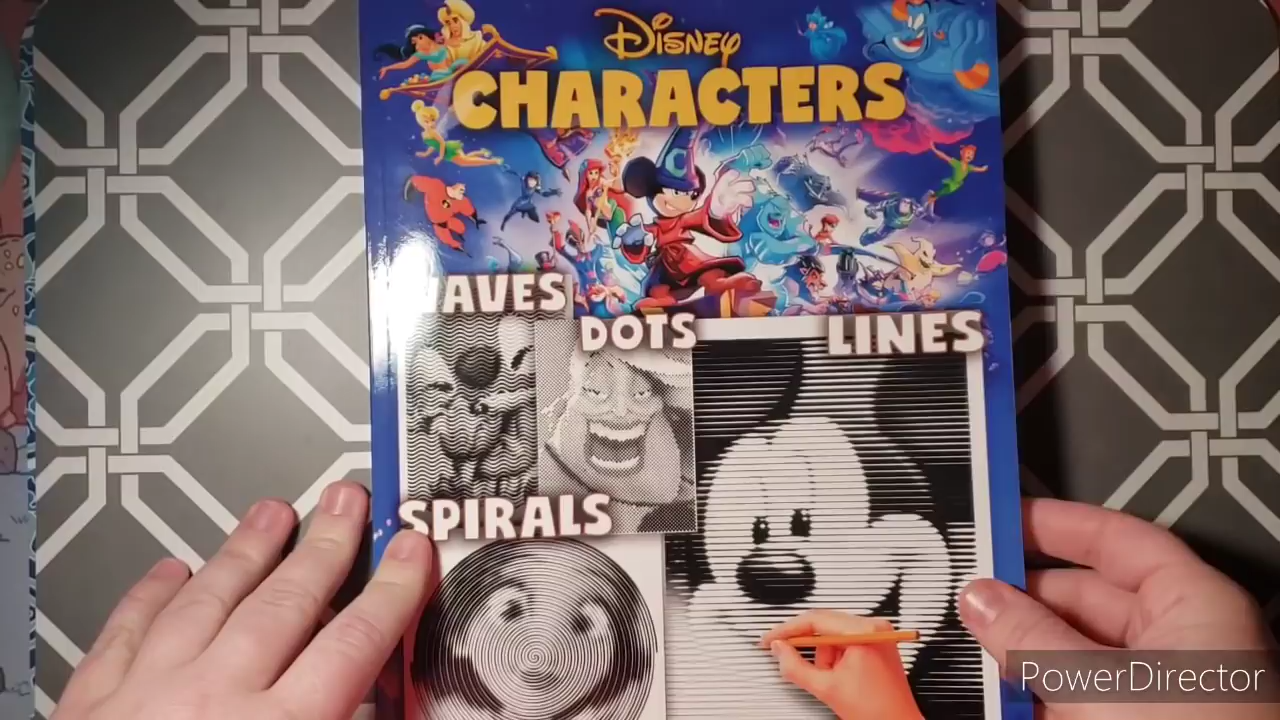 DISNEY
CHARACTERS
AVES
DOTS
LINES
SPIRALS
PowerDirector